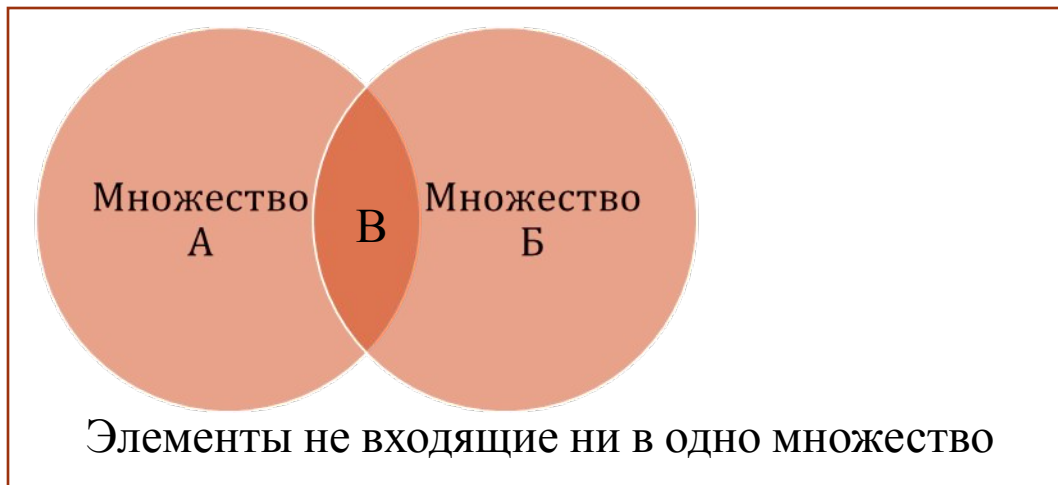 Множество
А
В
Множество
Б
Элементы не входящие ни в одно множество